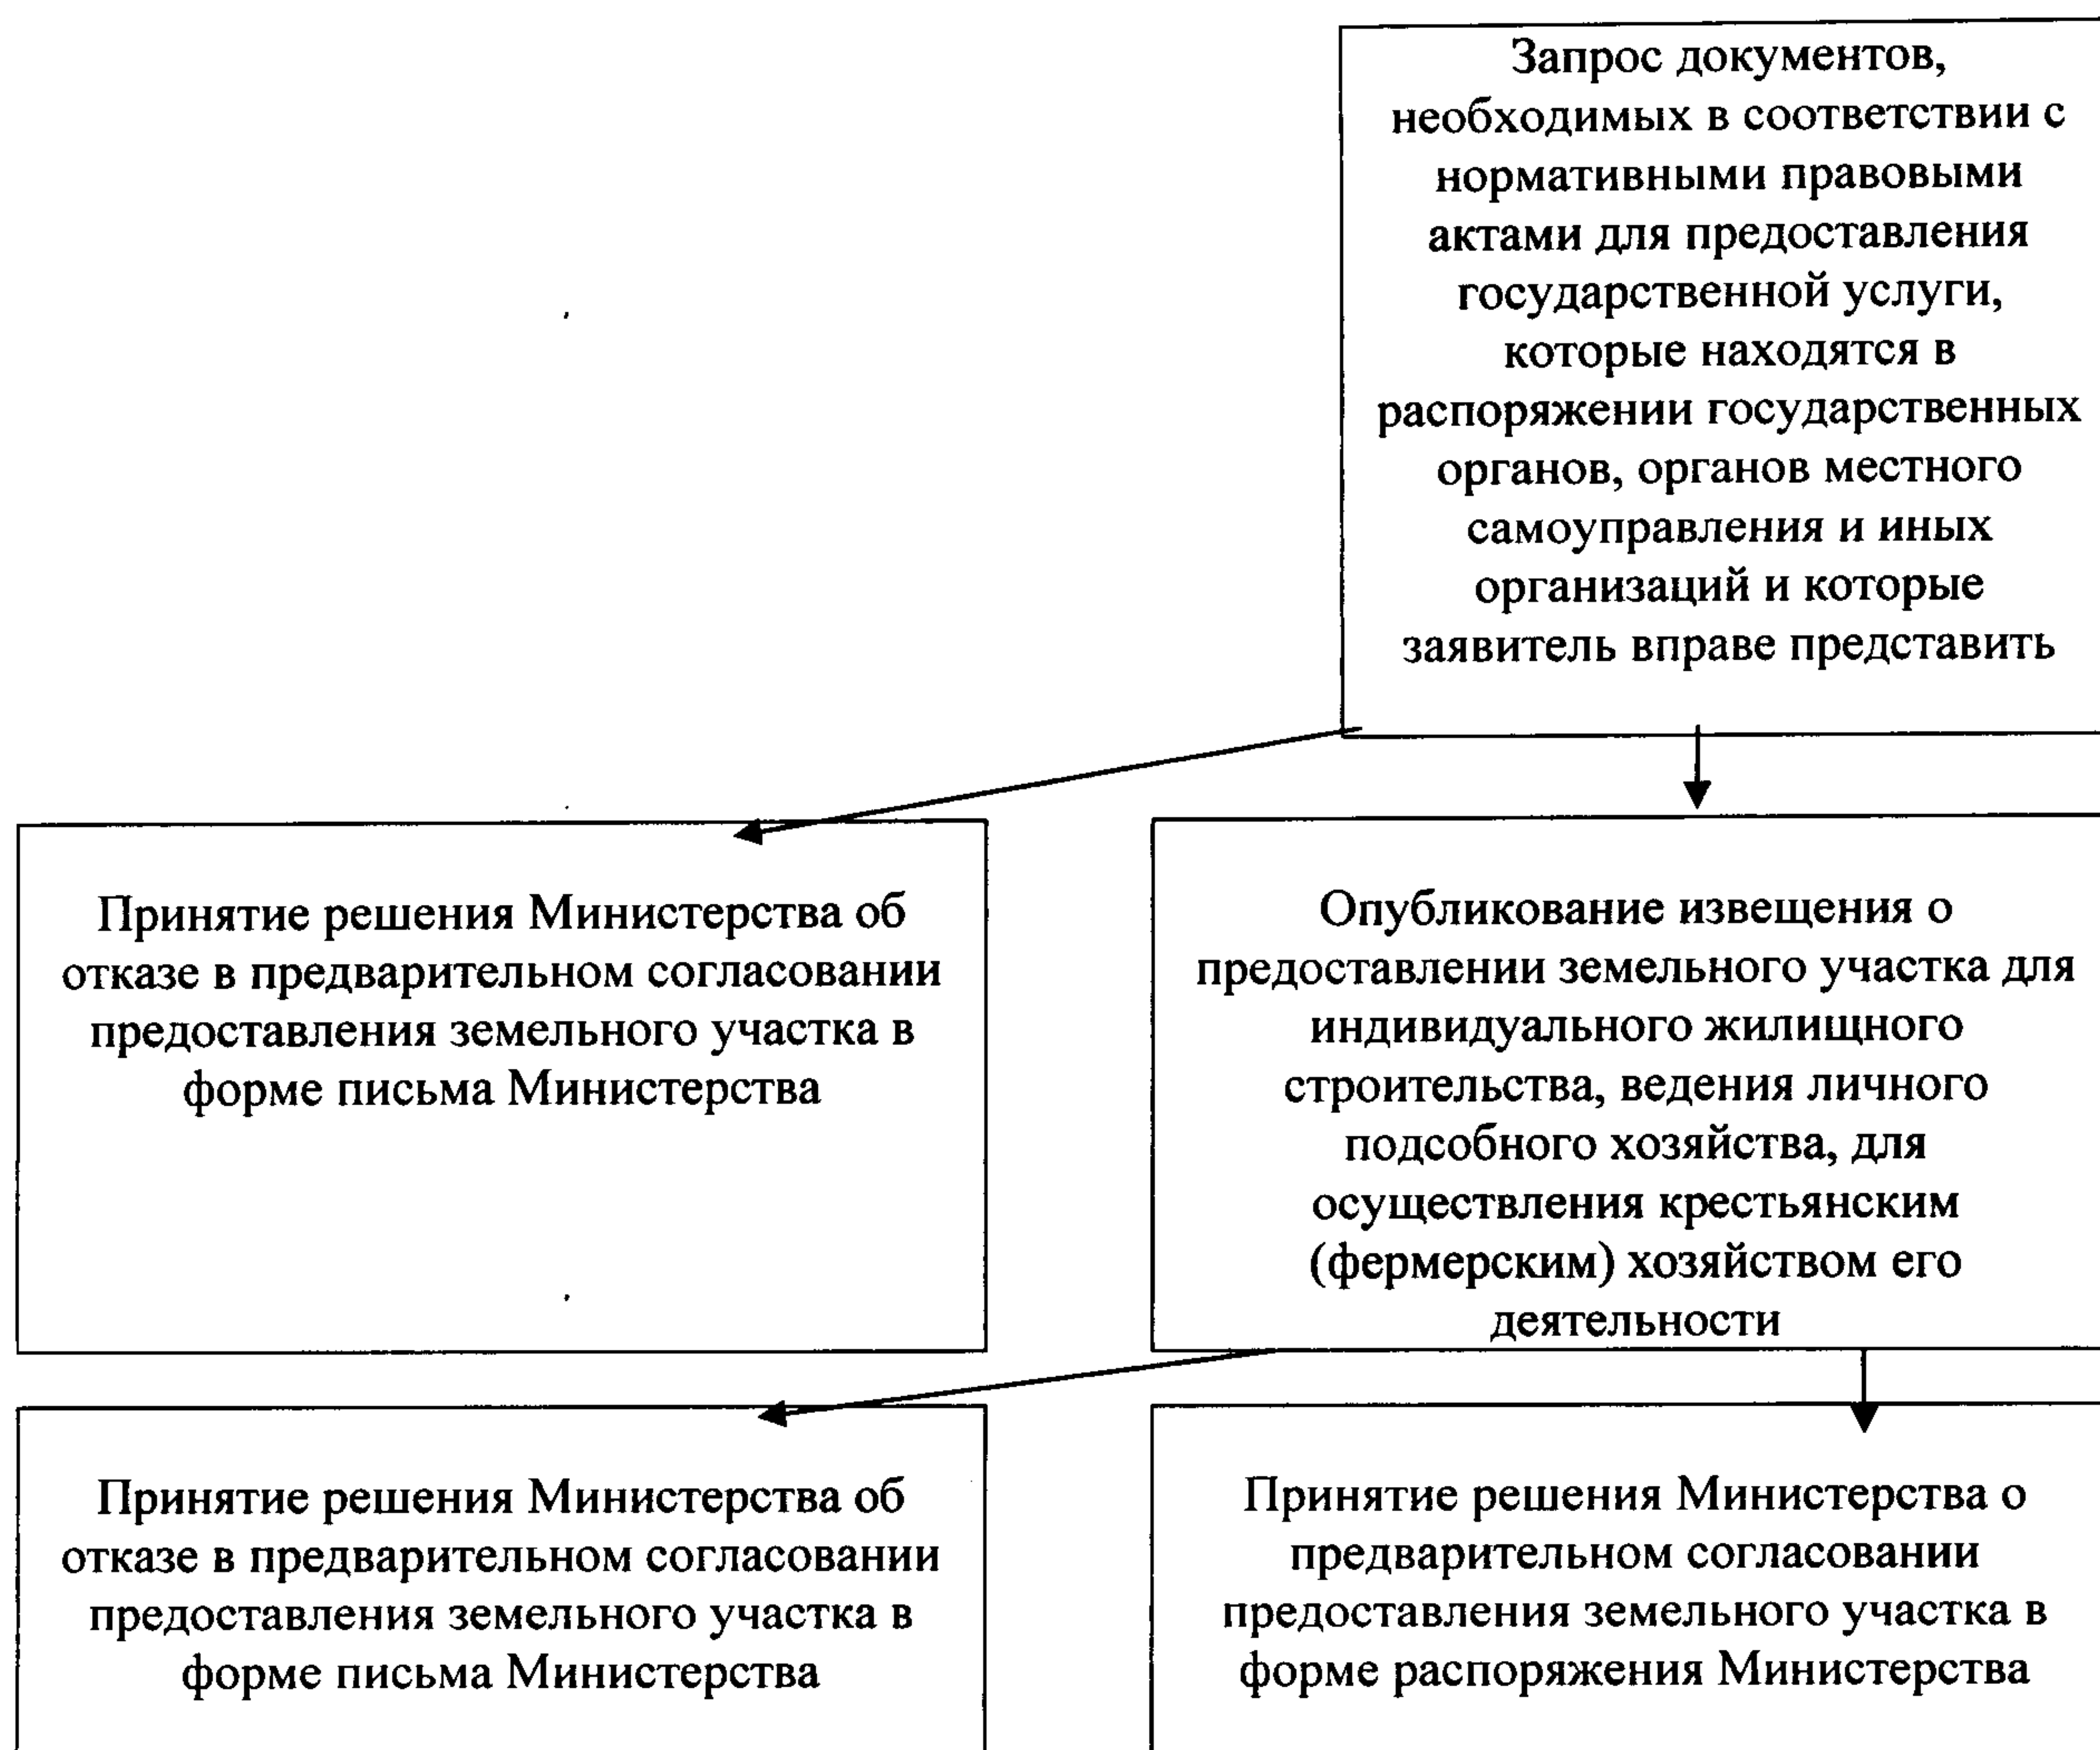 Запрос документов,
необходимых в соответствии с
нормативными правовыми
актами для предоставления
государственной услуги,
которые находятся в
распоряжении государственных
органов, органов местного
самоуправления и иных
организаций и которые
заявитель вправе представить
Принятие решения Министерства об
отказе в предварительном согласовании
предоставления земельного участка в
форме письма Министерства
Опубликование извещения о
предоставлении земельного участка для
индивидуального жилищного
строительства, ведения личного
подсобного хозяйства, для
осуществления крестьянским
(фермерским) хозяйством его
деятельности
Принятие решения Министерства об
отказе в предварительном согласовании
предоставления земельного участка в
форме письма Министерства
Принятие решения Министерства о
предварительном согласовании
предоставления земельного участка в
форме распоряжения Министерства